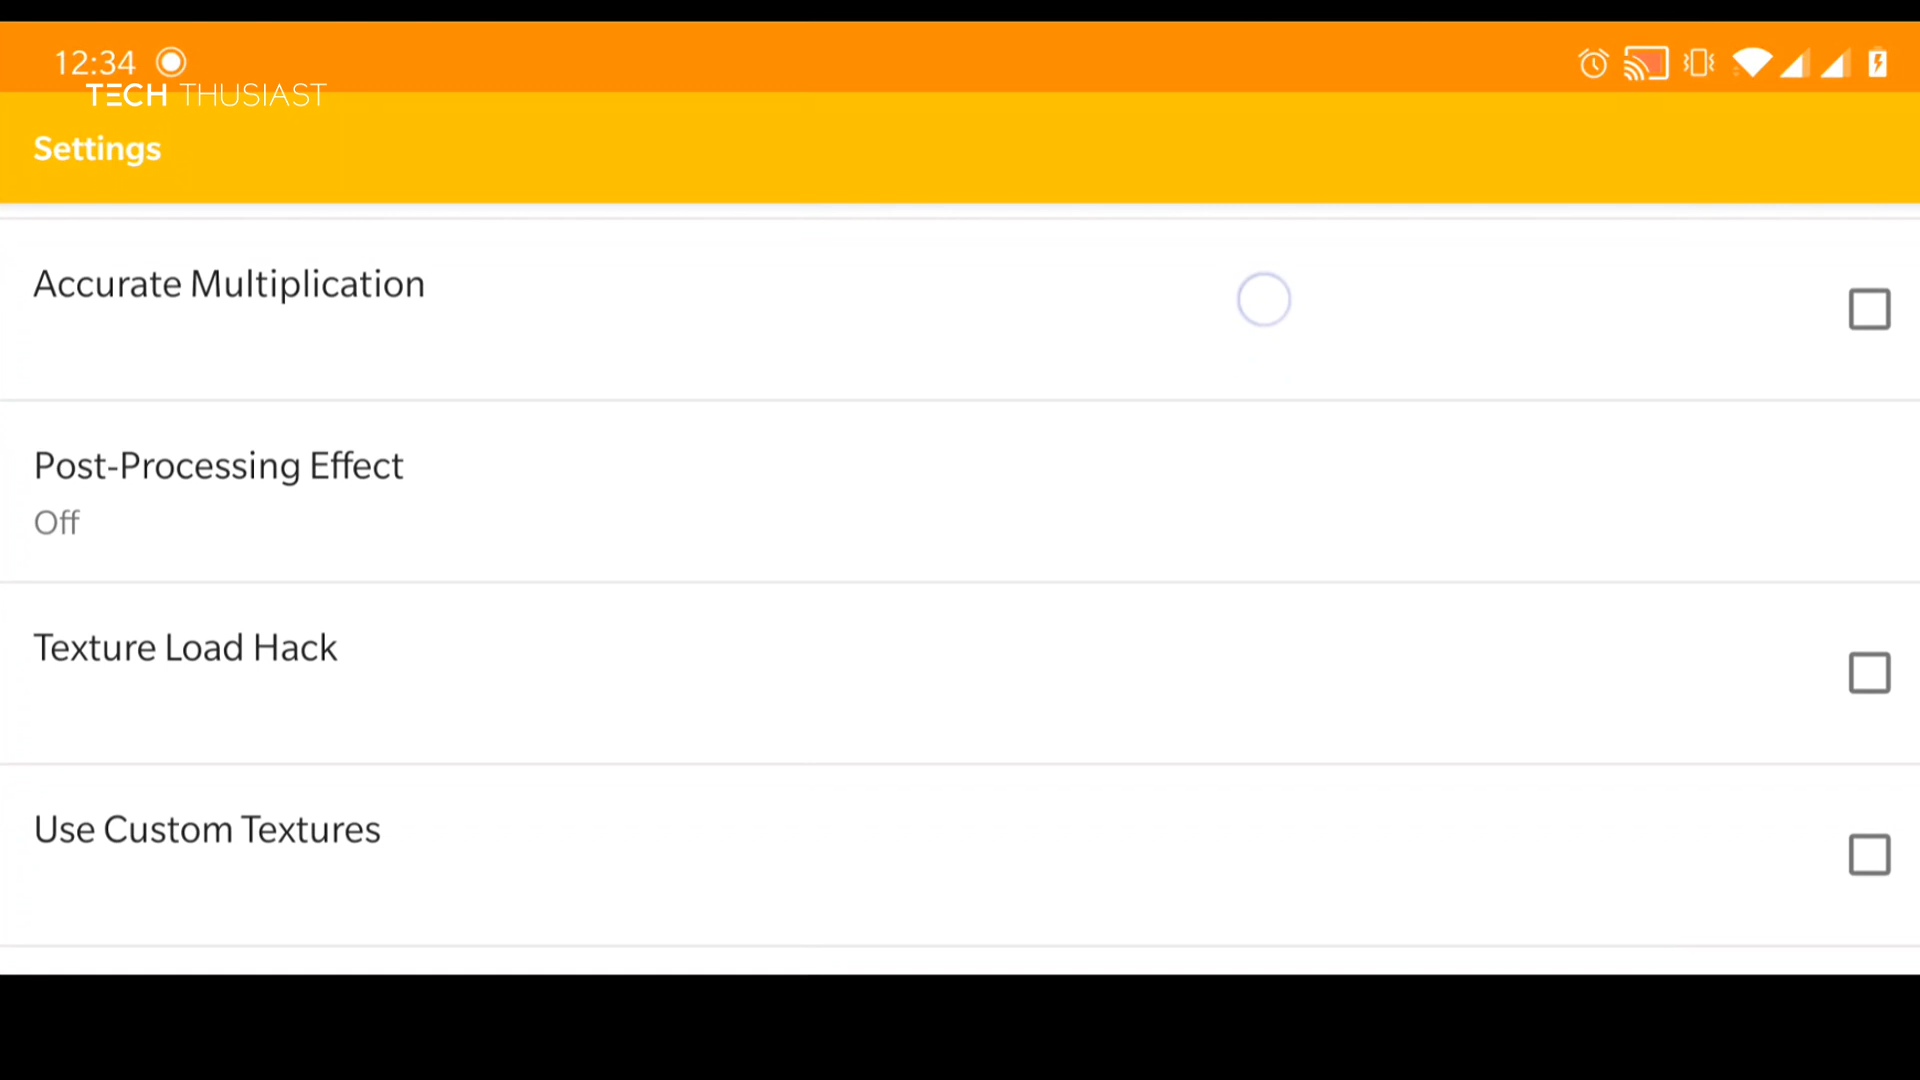 12:34
TECH THUSIAST
Settings
Accurate Multiplication
Post-Processing Effect
Off
Texture Load Hack
Use Custom Textures